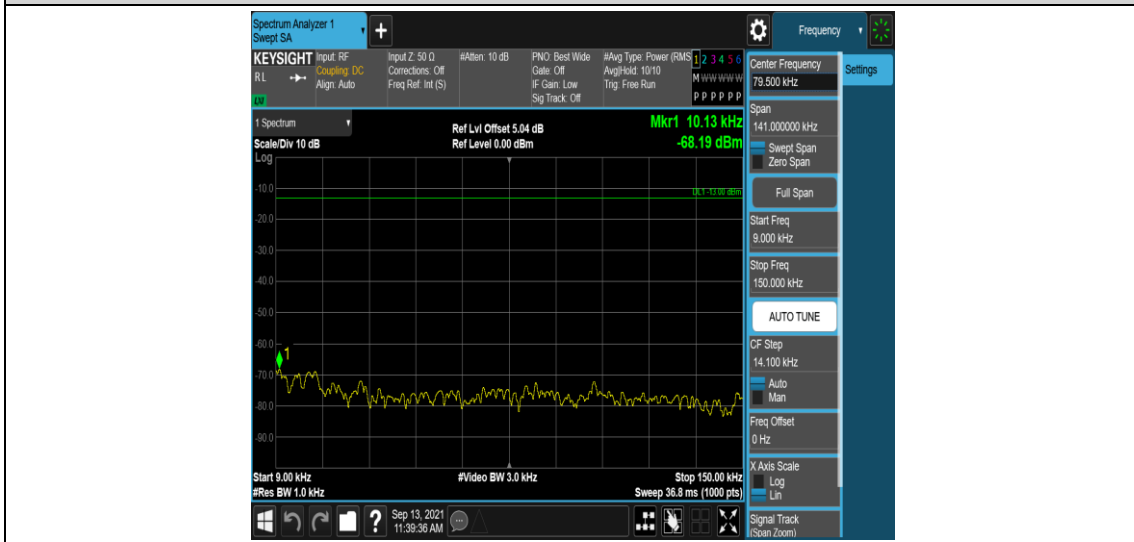 Spectrum Analyzer 1
Swept SA
+
Frequency
KEYSIGHT
RL
Input: RF
Coupling: DC
Align: Auto
Input Z: 50 Ω
Corrections: Off
Freq Ref: Int (S)
#Atten: 10 dB
PNO: Best Wide
Gate: Off
IF Gain: Low
Sig Track: Off
#Avg Type: Power (RMS
Avg|Hold: 10/10
Trig: Free Run
1 2 3 4 5 6
M W W W W W
P P P P P P
1 Spectrum
Scale/Div 10 dB
Log
Ref Lvl Offset 5.04 dB
Ref Level 0.00 dBm
Mkr1 10.13 kHz
-68.19 dBm
DL1 -13.00 dBm
-10.0
-20.0
-30.0
-40.0
-50.0
-60.0
-70.0
-80.0
-90.0
1
Start 9.00 kHz
#Res BW 1.0 kHz
#Video BW 3.0 kHz
Stop 150.00 kHz
Sweep 36.8 ms (1000 pts)
?
Sep 13, 2021
11:39:36 AM
Center Frequency
79.500 kHz
Settings
Span
141.000000 kHz
Swept Span
Zero Span
Full Span
Start Freq
9.000 kHz
Stop Freq
150.000 kHz
AUTO TUNE
CF Step
14.100 kHz
Auto
Man
Freq Offset
0 Hz
X Axis Scale
Log
Lin
Signal Track
(Span Zoom)